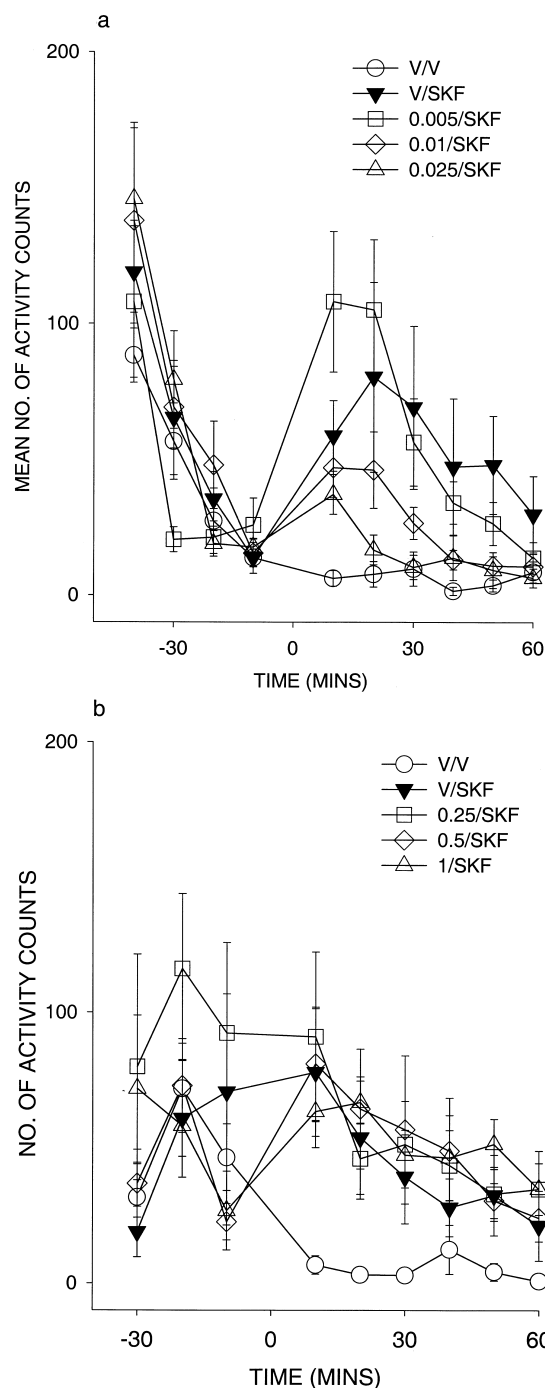 a
200
100
0
MEAN NO. OF ACTIVITY COUNTS
V/V
V/SKF
0.005/SKF
0.01/SKF
0.025/SKF
-30 0 30 60
TIME (MINS)
b
200
100
0
NO. OF ACTIVITY COUNTS
V/V
V/SKF
0.25/SKF
0.5/SKF
1/SKF
-30 0 30 60
TIME (MINS)